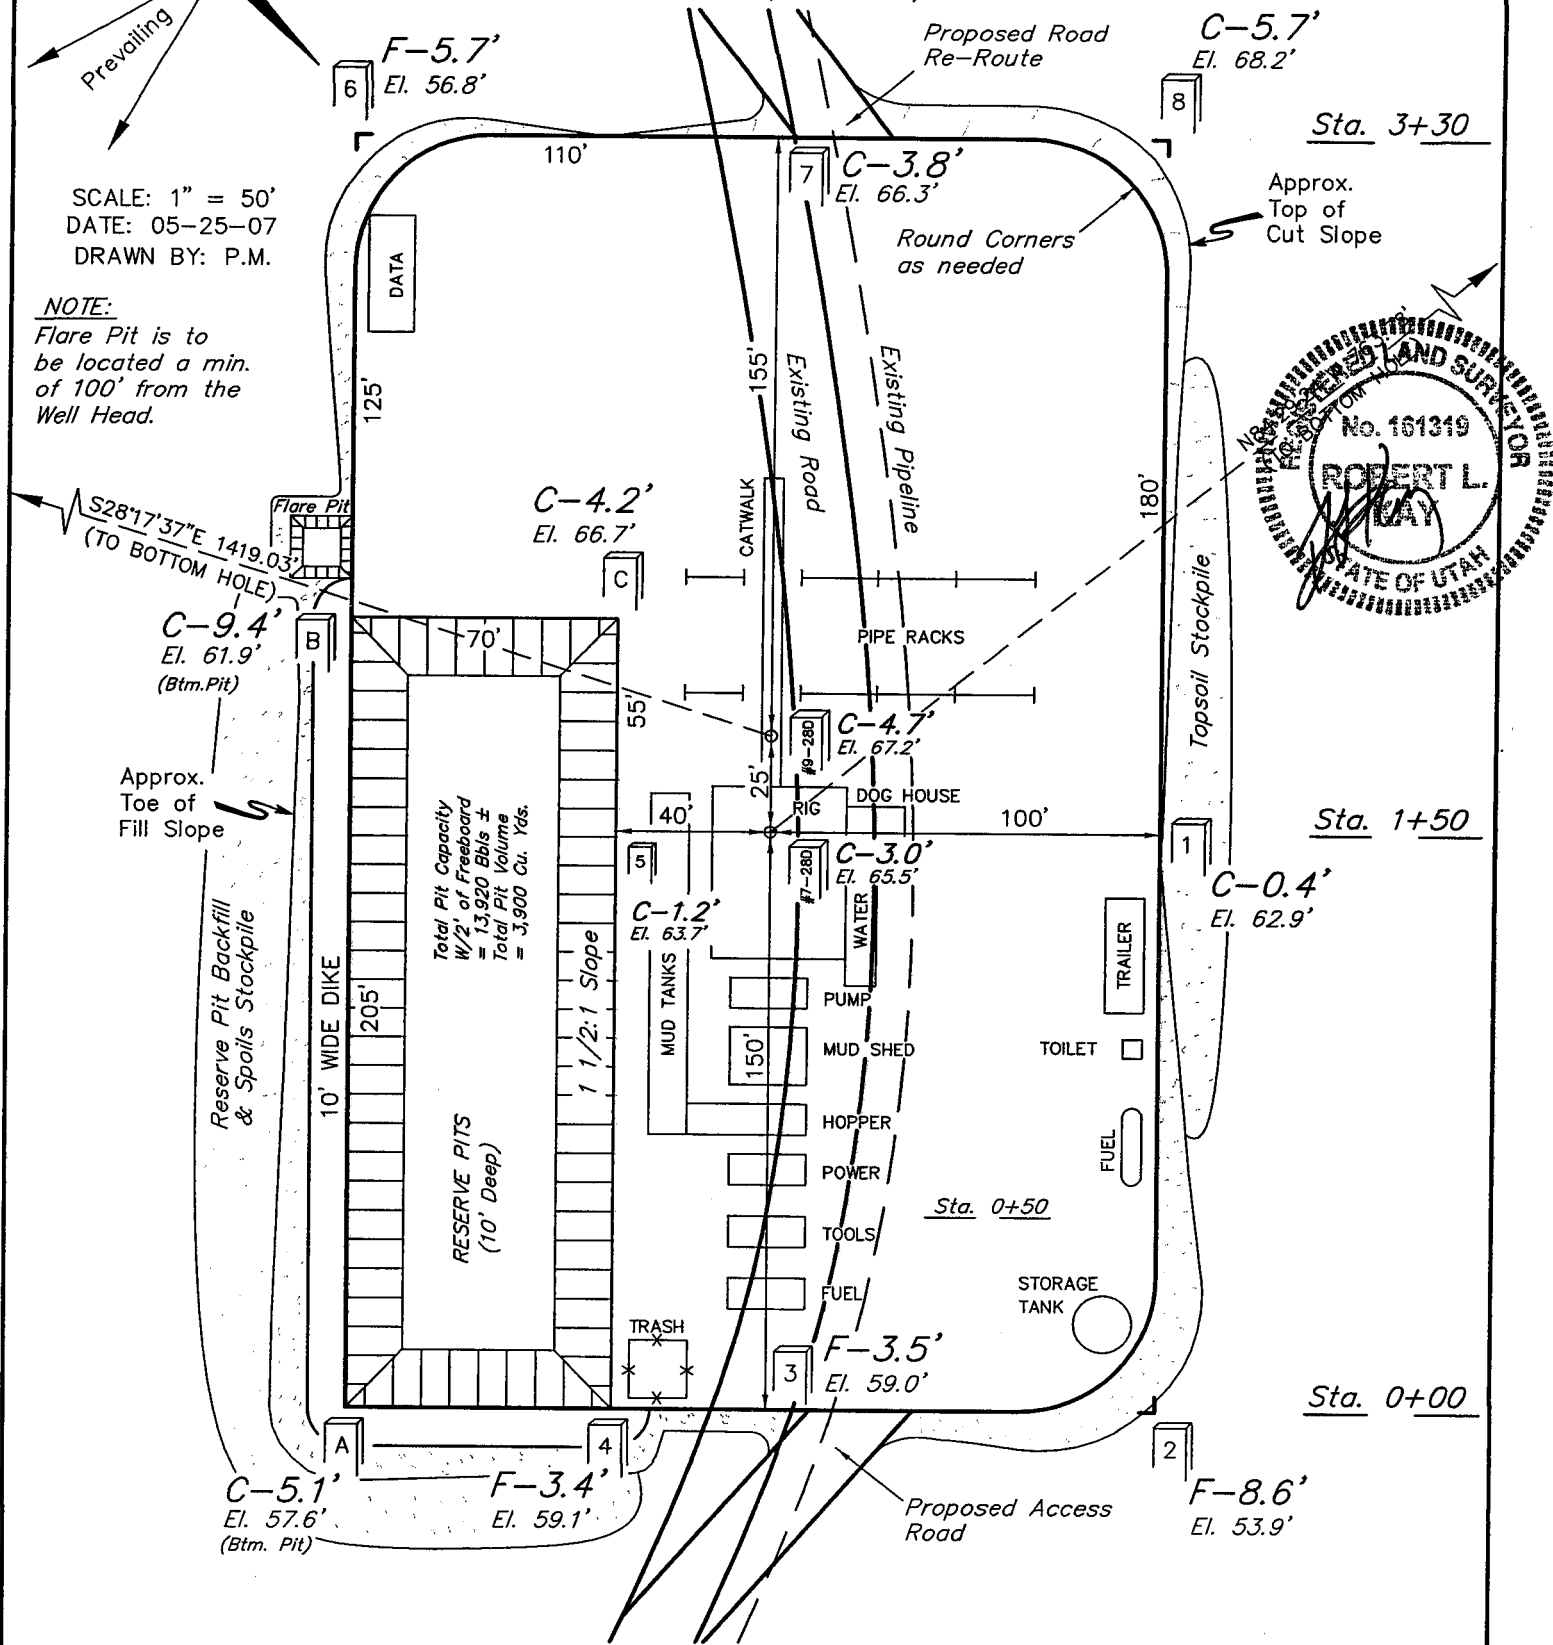 Prevailing
F-5.7'
6
El. 56.8'
Proposed Road
Re-Route
C-5.7'
El. 68.2'
8
Sta. 3+30
110'
7
C-3.8'
El. 66.3'
SCALE: 1" = 50'
DATE: 05-25-07
DRAWN BY: P.M.
Approx.
Top of
Cut Slope
Round Corners
as needed
DATA
NOTE:
Flare Pit is to
be located a min.
of 100' from the
Well Head.
125'
155'
Existing Road
Existing Pipeline
REGISTERED LAND SURVEYOR
No. 161319
ROBERT L.
KAY
STATE OF UTAH
BOTTOM HOLE)
180'
CATWALK
C-4.2'
El. 66.7'
C
Flare Pit
S28°17'37"E 1419.03'
(TO BOTTOM HOLE)
C-9.4'
El. 61.9'
(Btm.Pit)
B
70'
PIPE RACKS
Topsoil Stockpile
55'
#9-28D
C-4.7'
El. 67.2'
25'
Approx.
Toe of
Fill Slope
Total Pit Capacity
W/2' of Freeboard
= 13,920 Bbls ±
Total Pit Volume
= 3,900 Cu. Yds.
40'
RIG
DOG HOUSE
100'
Sta. 1+50
1
5
#7-28D
C-3.0'
El. 65.5'
C-0.4'
El. 62.9'
C-1.2'
El. 63.7'
WATER
TRAILER
Reserve Pit Backfill
& Spoils Stockpile
10' WIDE DIKE
205'
1 1/2:1 Slope
MUD TANKS
PUMP
150'
MUD SHED
TOILET
HOPPER
RESERVE PITS
(10' Deep)
POWER
FUEL
Sta. 0+50
TOOLS
FUEL
STORAGE
TANK
TRASH
3
F-3.5'
El. 59.0'
Sta. 0+00
A
4
2
C-5.1'
El. 57.6'
(Btm. Pit)
F-3.4'
El. 59.1'
Proposed Access
Road
F-8.6'
El. 53.9'